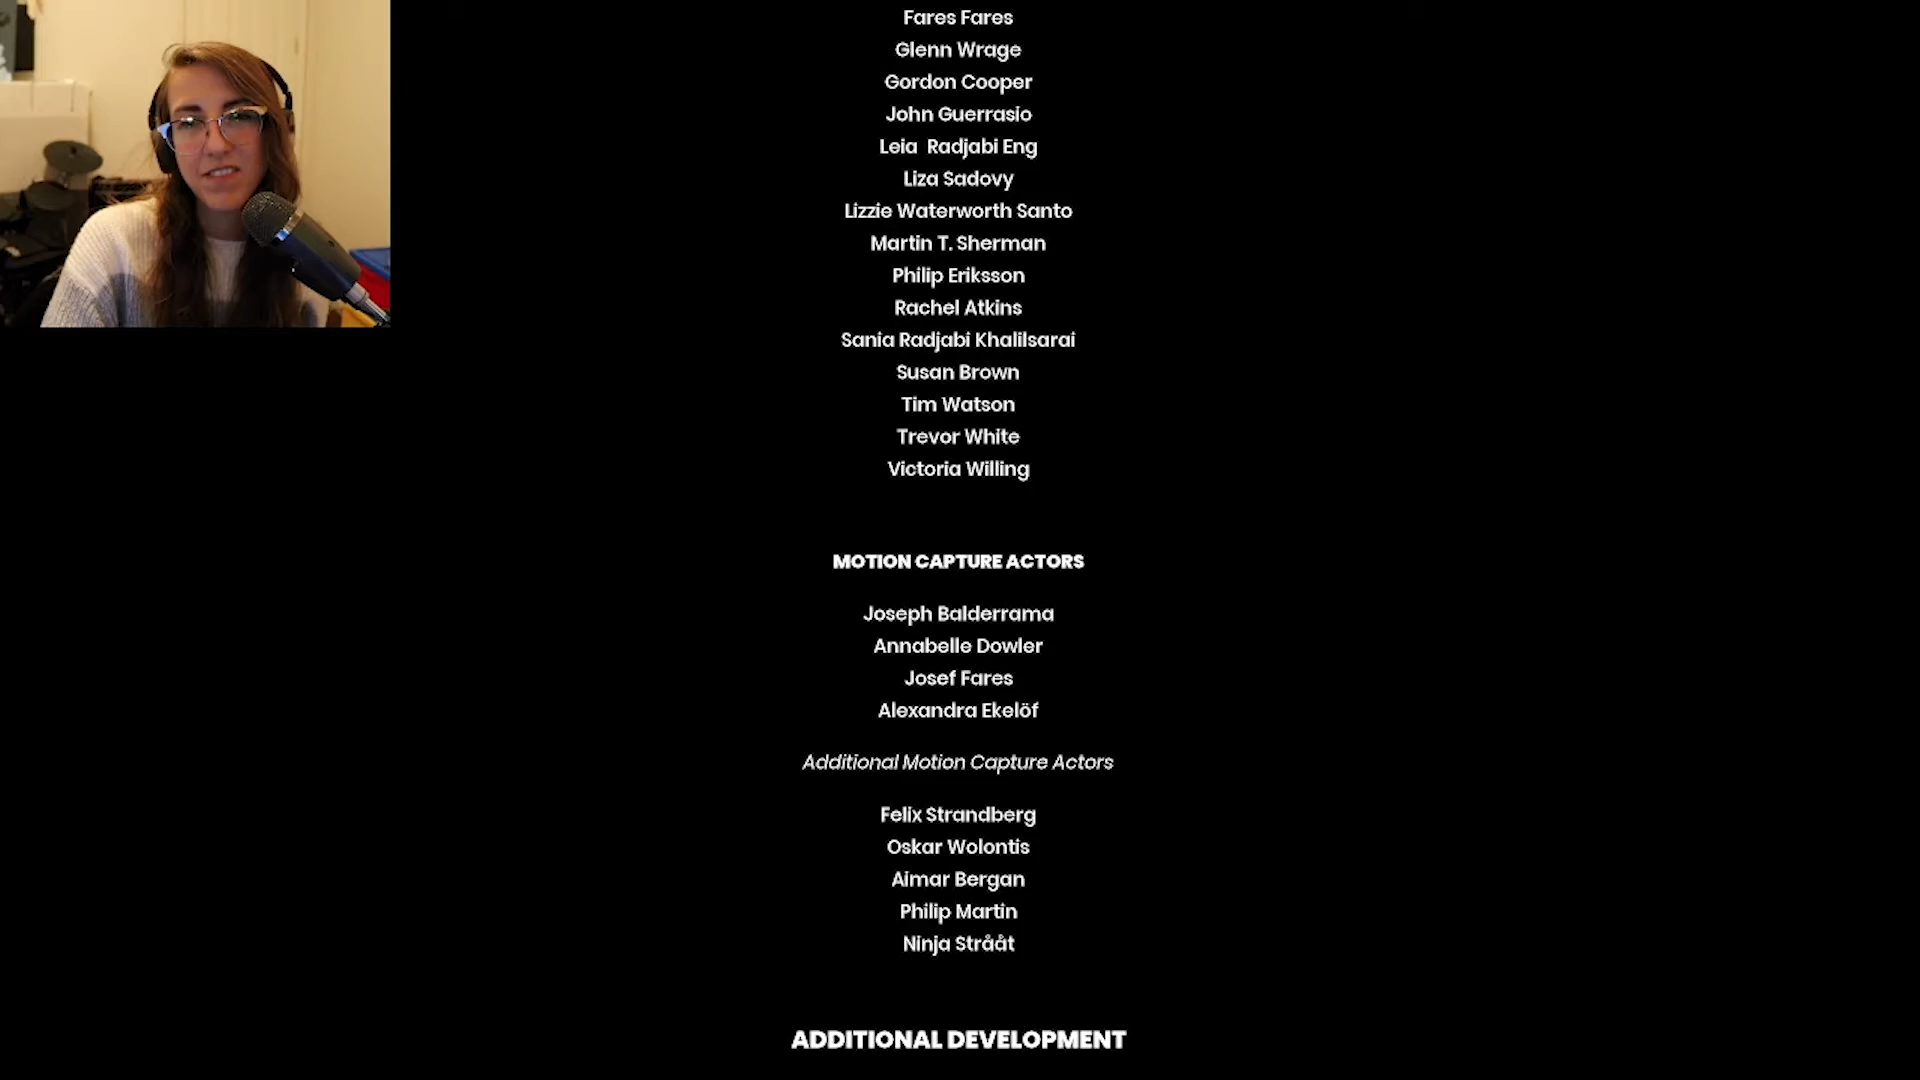 Fares Fares
Glenn Wrage
Gordon Cooper
John Guerrasio
Leia  Radjabi Eng
Liza Sadovy
Lizzie Waterworth Santo
Martin T. Sherman
Philip Eriksson
Rachel Atkins
Sania Radjabi Khalilsarai
Susan Brown
Tim Watson
Trevor White
Victoria Willing
MOTION CAPTURE ACTORS
Joseph Balderrama
Annabelle Dowler
Josef Fares
Alexandra Ekelöf
Additional Motion Capture Actors
Felix Strandberg
Oskar Wolontis
Aimar Bergan
Philip Martin
Ninja Strååt
ADDITIONAL DEVELOPMENT